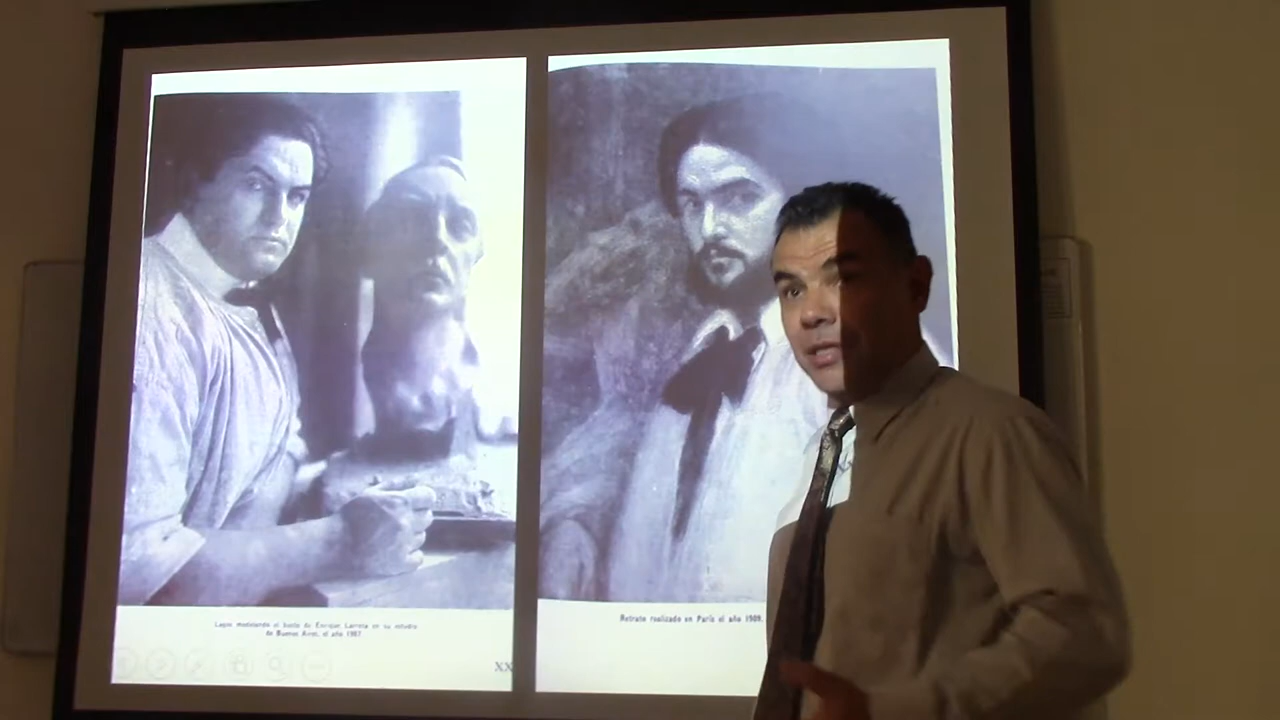 Lagos modelando el busto de Enrique Larreta en su estudio
de Buenos Aires, el año 1907
XX
Retrato realizado en París el año 1909.